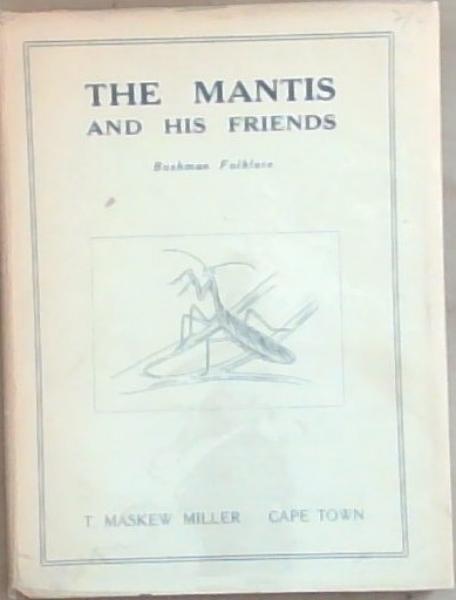 THE MANTIS
AND HIS FRIENDS
Bushman Folklore
T. MASKEW MILLER CAPE TOWN